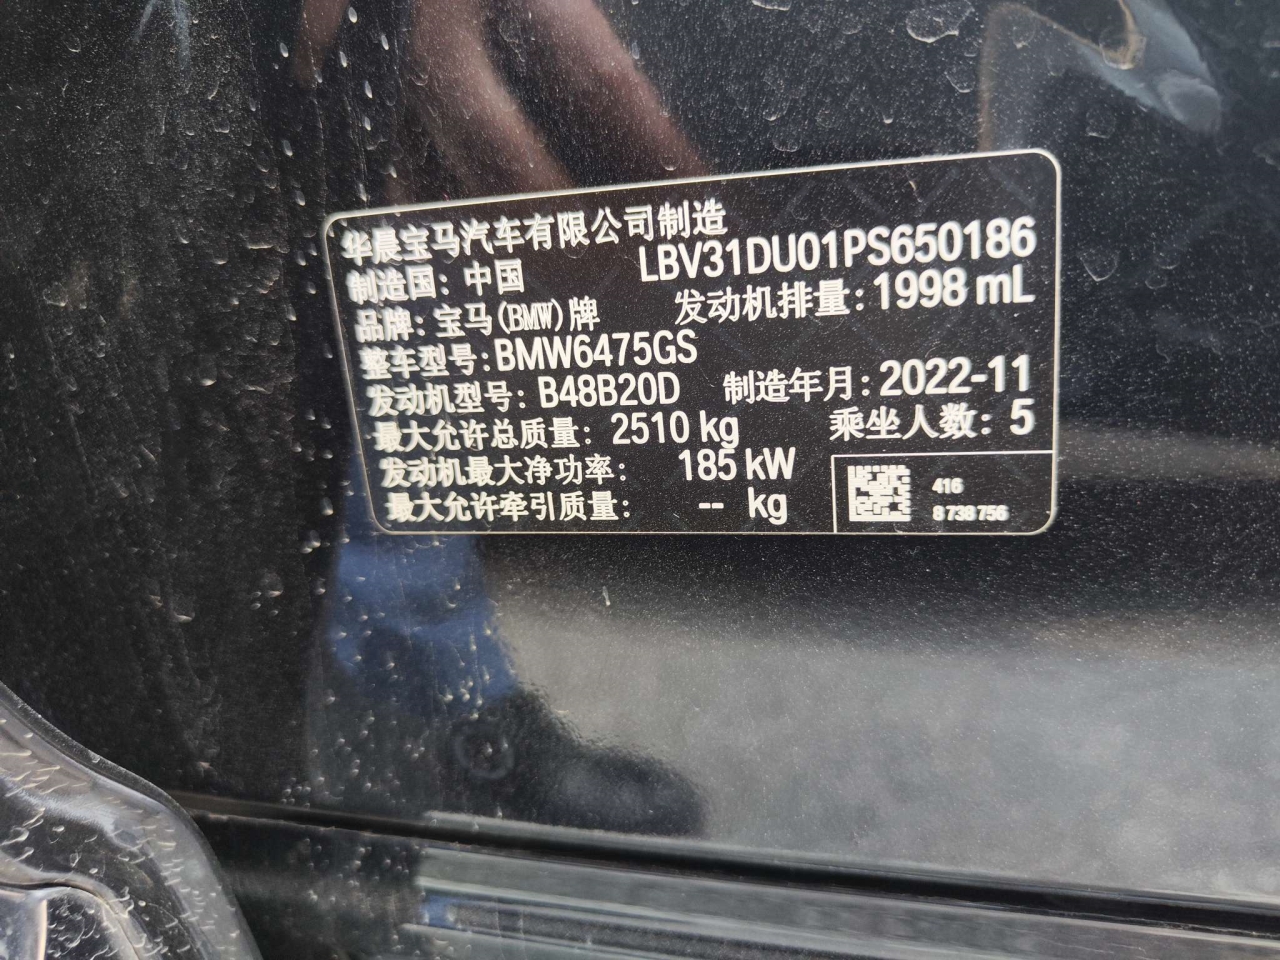 华晨宝马汽车有限公司制造
制造国：中国 LBV31DU01PS650186
品牌：宝马(BMW)牌 发动机排量：1998 mL
整车型号：BMW6475GS
发动机型号：B48B20D 制造年月：2022-11
最大允许总质量：2510 kg 乘坐人数：5
发动机最大净功率：185 kW
最大允许牵引质量：-- kg
416
8 738 756